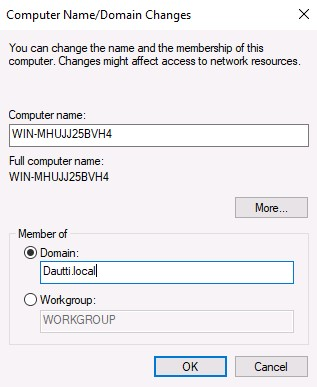 Computer Name/Domain Changes
You can change the name and the membership of this
computer. Changes might affect access to network resources.
Computer name:
WIN-MHUJJ25BVH4
Full computer name:
WIN-MHUJJ25BVH4
More...
Member of
Domain:
Dautti.local
Workgroup:
WORKGROUP
OK
Cancel